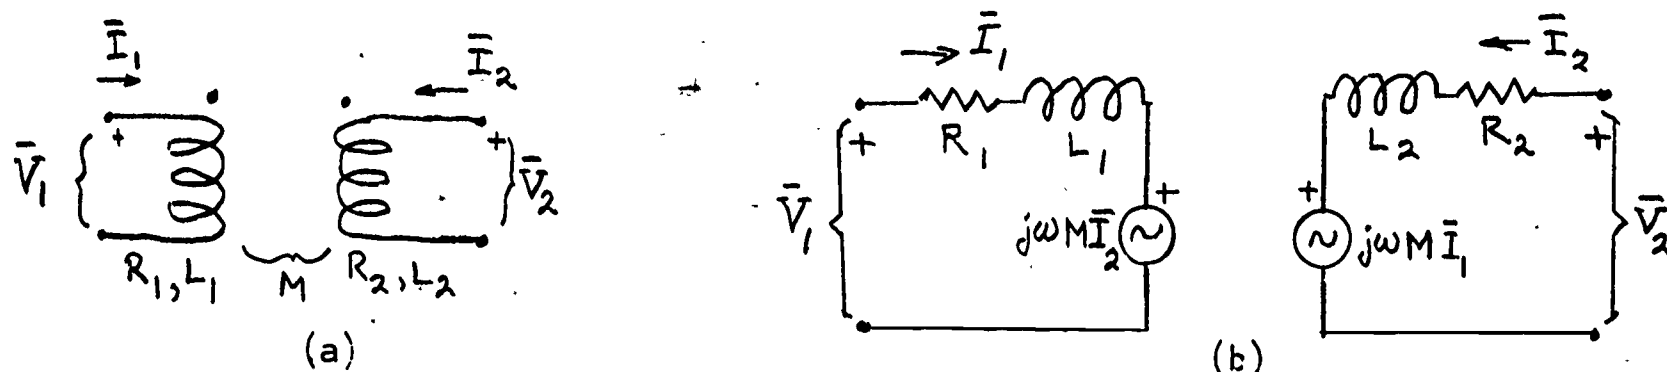 Ī₁
Ī₂
V̄₁
+
+
V̄₂
R₁, L₁
M
R₂, L₂
(a)
Ī₁
Ī₂
R₁
L₁
L₂
R₂
+
+
V̄₁
+
jωMĪ₂
+
jωMĪ₁
V̄₂
(b)